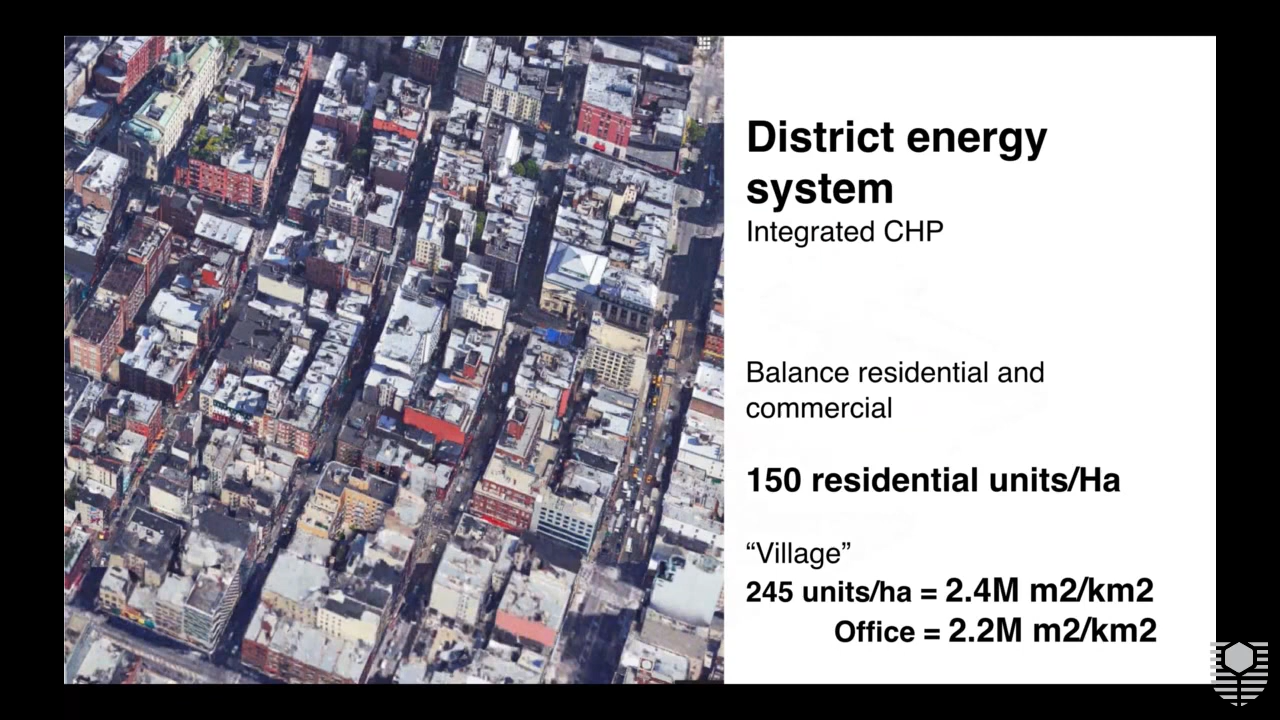 District energy
system
Integrated CHP
Balance residential and
commercial
150 residential units/Ha
“Village”
245 units/ha = 2.4M m2/km2
Office = 2.2M m2/km2